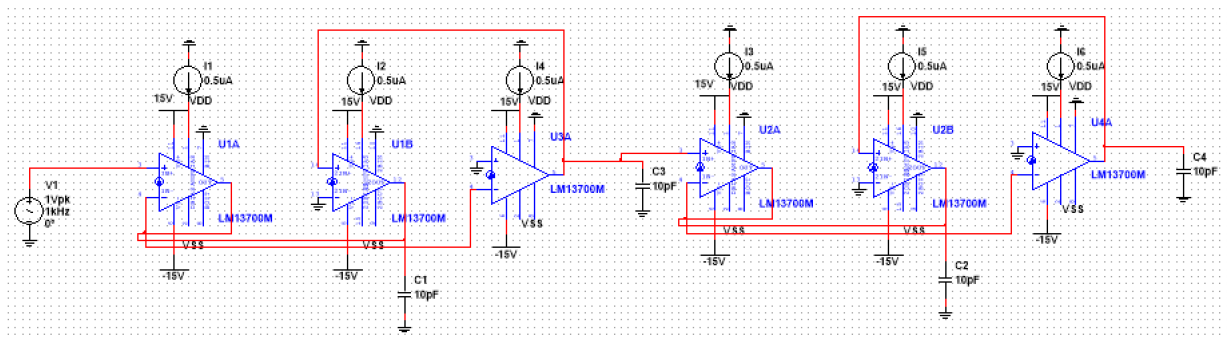 V1
1Vpk
1kHz
0°
I1
0.5uA
15V
VDD
U1A
LM13700M
VSS
-15V
I2
0.5uA
15V
VDD
U1B
LM13700M
VSS
-15V
C1
10pF
I4
0.5uA
15V
VDD
U3A
LM13700M
VSS
-15V
C3
10pF
I3
0.5uA
15V
VDD
U2A
LM13700M
VSS
-15V
I5
0.5uA
15V
VDD
U2B
LM13700M
VSS
-15V
C2
10pF
I6
0.5uA
15V
VDD
U4A
LM13700M
VSS
-15V
C4
10pF